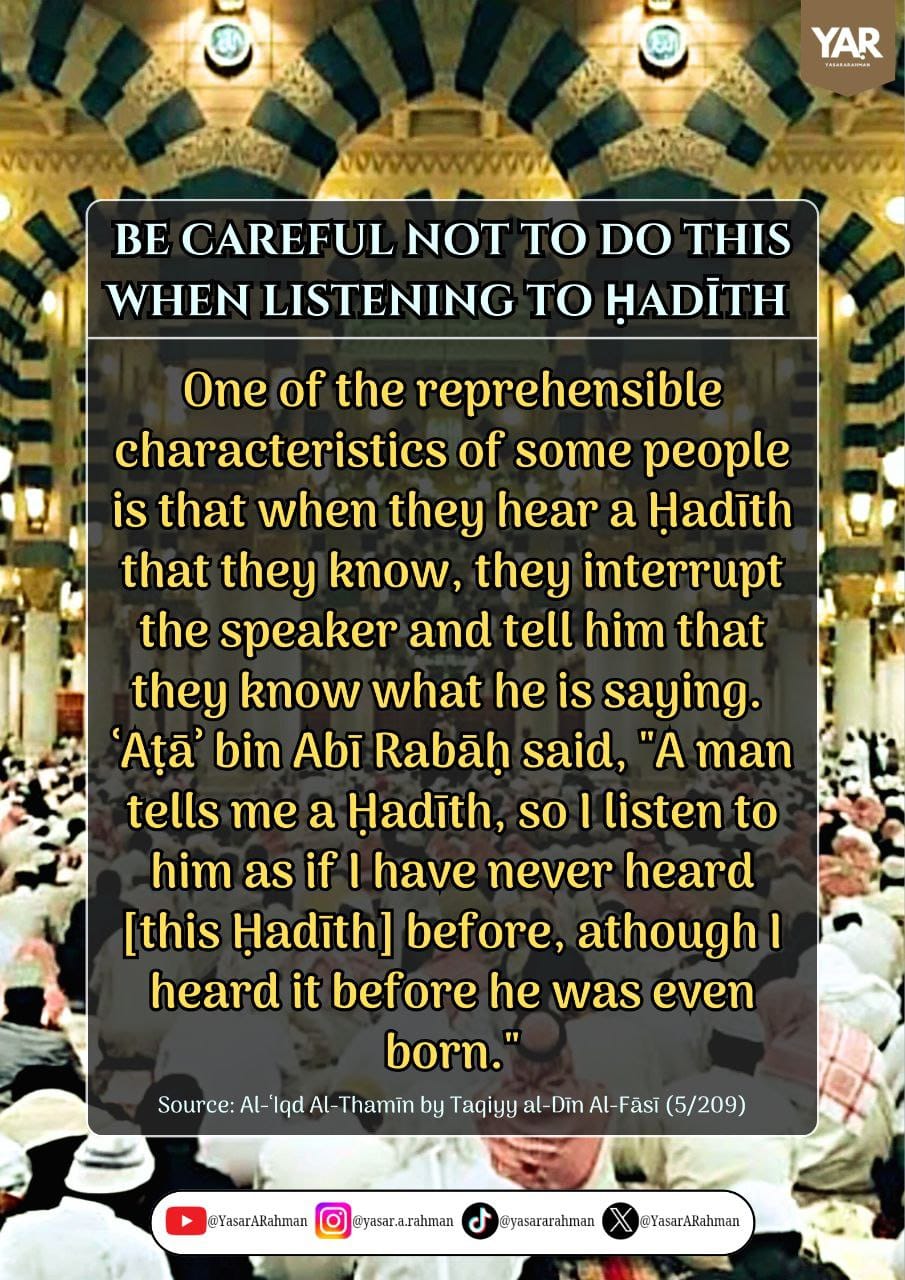 YAR
YASARARAHMAN
BE CAREFUL NOT TO DO THIS
WHEN LISTENING TO ḤADĪTH
One of the reprehensible
characteristics of some people
is that when they hear a Ḥadīth
that they know, they interrupt
the speaker and tell him that
they know what he is saying.
ʿAṭāʾ bin Abī Rabāḥ said, "A man
tells me a Ḥadīth, so I listen to
him as if I have never heard
[this Ḥadīth] before, athough I
heard it before he was even
born."
Source: Al-ʿIqd Al-Thamīn by Taqiyy al-Dīn Al-Fāsī (5/209)
@YasarARahman @yasar.a.rahman @yasararahman @YasarARahman